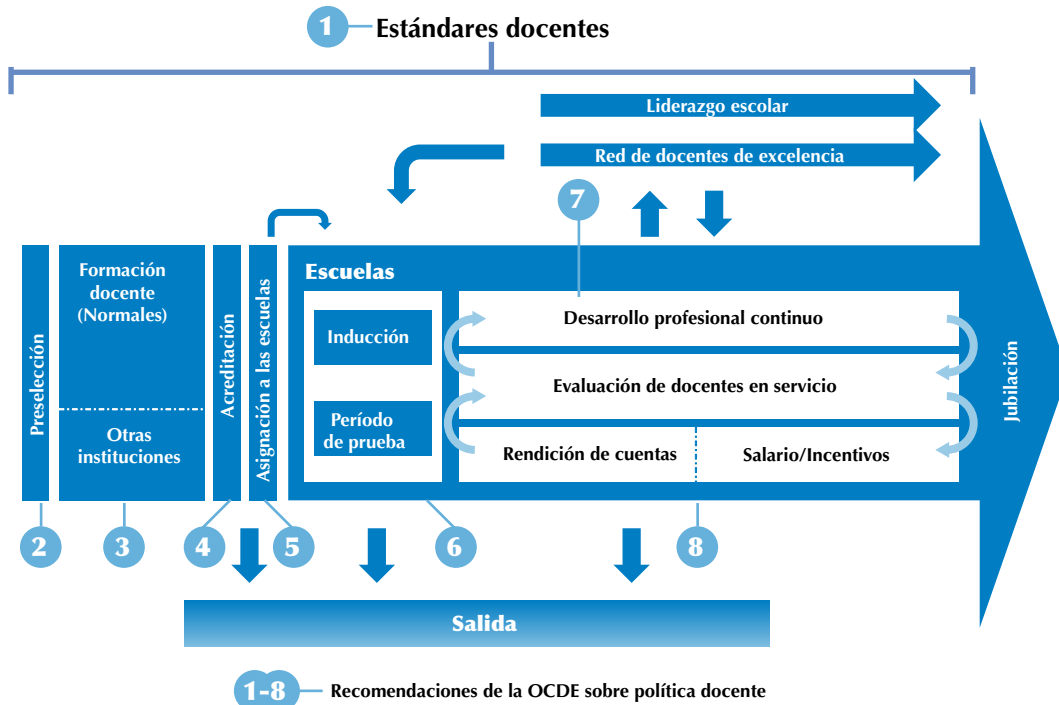 1 Estándares docentes
Liderazgo escolar
Red de docentes de excelencia
7
Preselección
Formación
docente
(Normales)
Otras
instituciones
Acreditación
Asignación a las escuelas
Escuelas
Inducción
Período
de prueba
Desarrollo profesional continuo
Evaluación de docentes en servicio
Rendición de cuentas
Salario/Incentivos
Jubilación
2
3
4
5
6
8
Salida
1-8 Recomendaciones de la OCDE sobre política docente